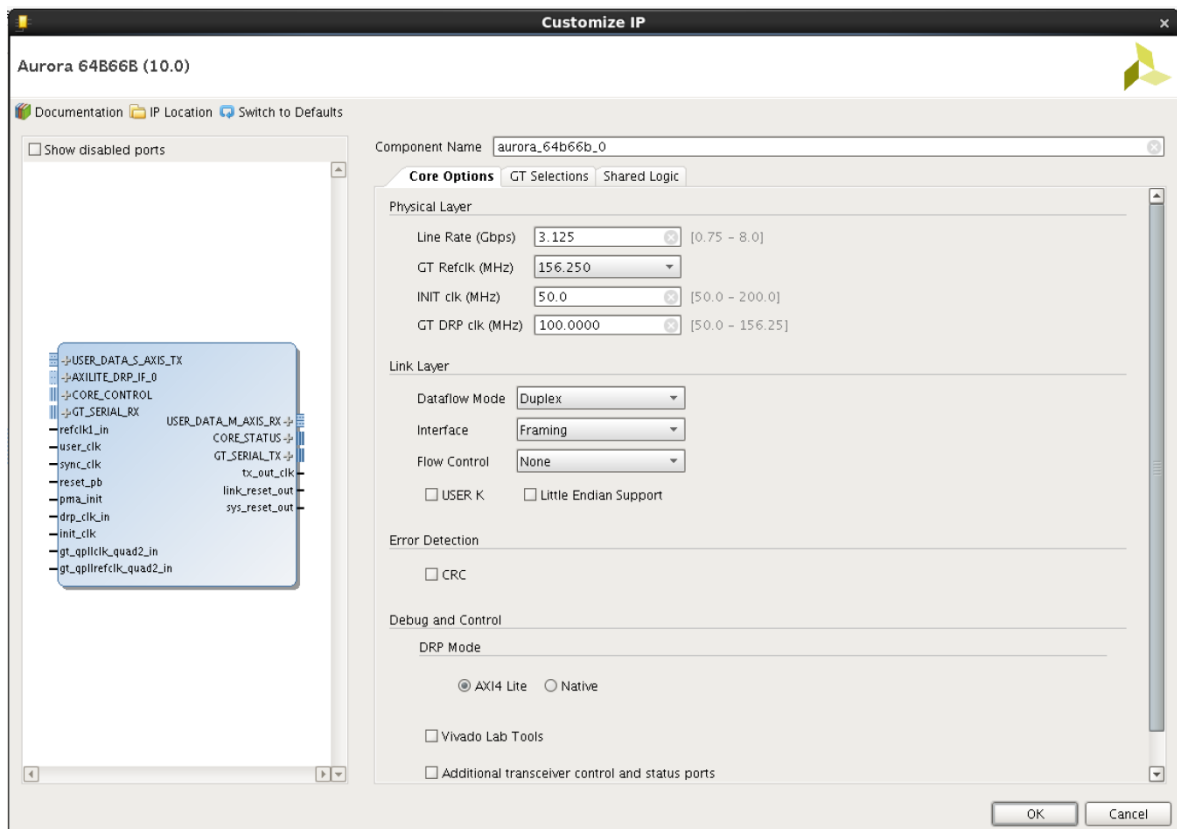 Customize IP
Aurora 64B66B (10.0)
Documentation IP Location Switch to Defaults
Show disabled ports
USER_DATA_S_AXIS_TX
AXILITE_DRP_IF_0
CORE_CONTROL
GT_SERIAL_RX
refclk1_in
user_clk
sync_clk
reset_pb
pma_init
drp_clk_in
init_clk
gt_qpllclk_quad2_in
gt_qpllrefclk_quad2_in
USER_DATA_M_AXIS_RX
CORE_STATUS
GT_SERIAL_TX
tx_out_clk
link_reset_out
sys_reset_out
Component Name aurora_64b66b_0
Core Options GT Selections Shared Logic
Physical Layer
Line Rate (Gbps) 3.125 [0.75 - 8.0]
GT Refclk (MHz) 156.250
INIT clk (MHz) 50.0 [50.0 - 200.0]
GT DRP clk (MHz) 100.0000 [50.0 - 156.25]
Link Layer
Dataflow Mode Duplex
Interface Framing
Flow Control None
USER K Little Endian Support
Error Detection
CRC
Debug and Control
DRP Mode
AXI4 Lite Native
Vivado Lab Tools
Additional transceiver control and status ports
OK Cancel